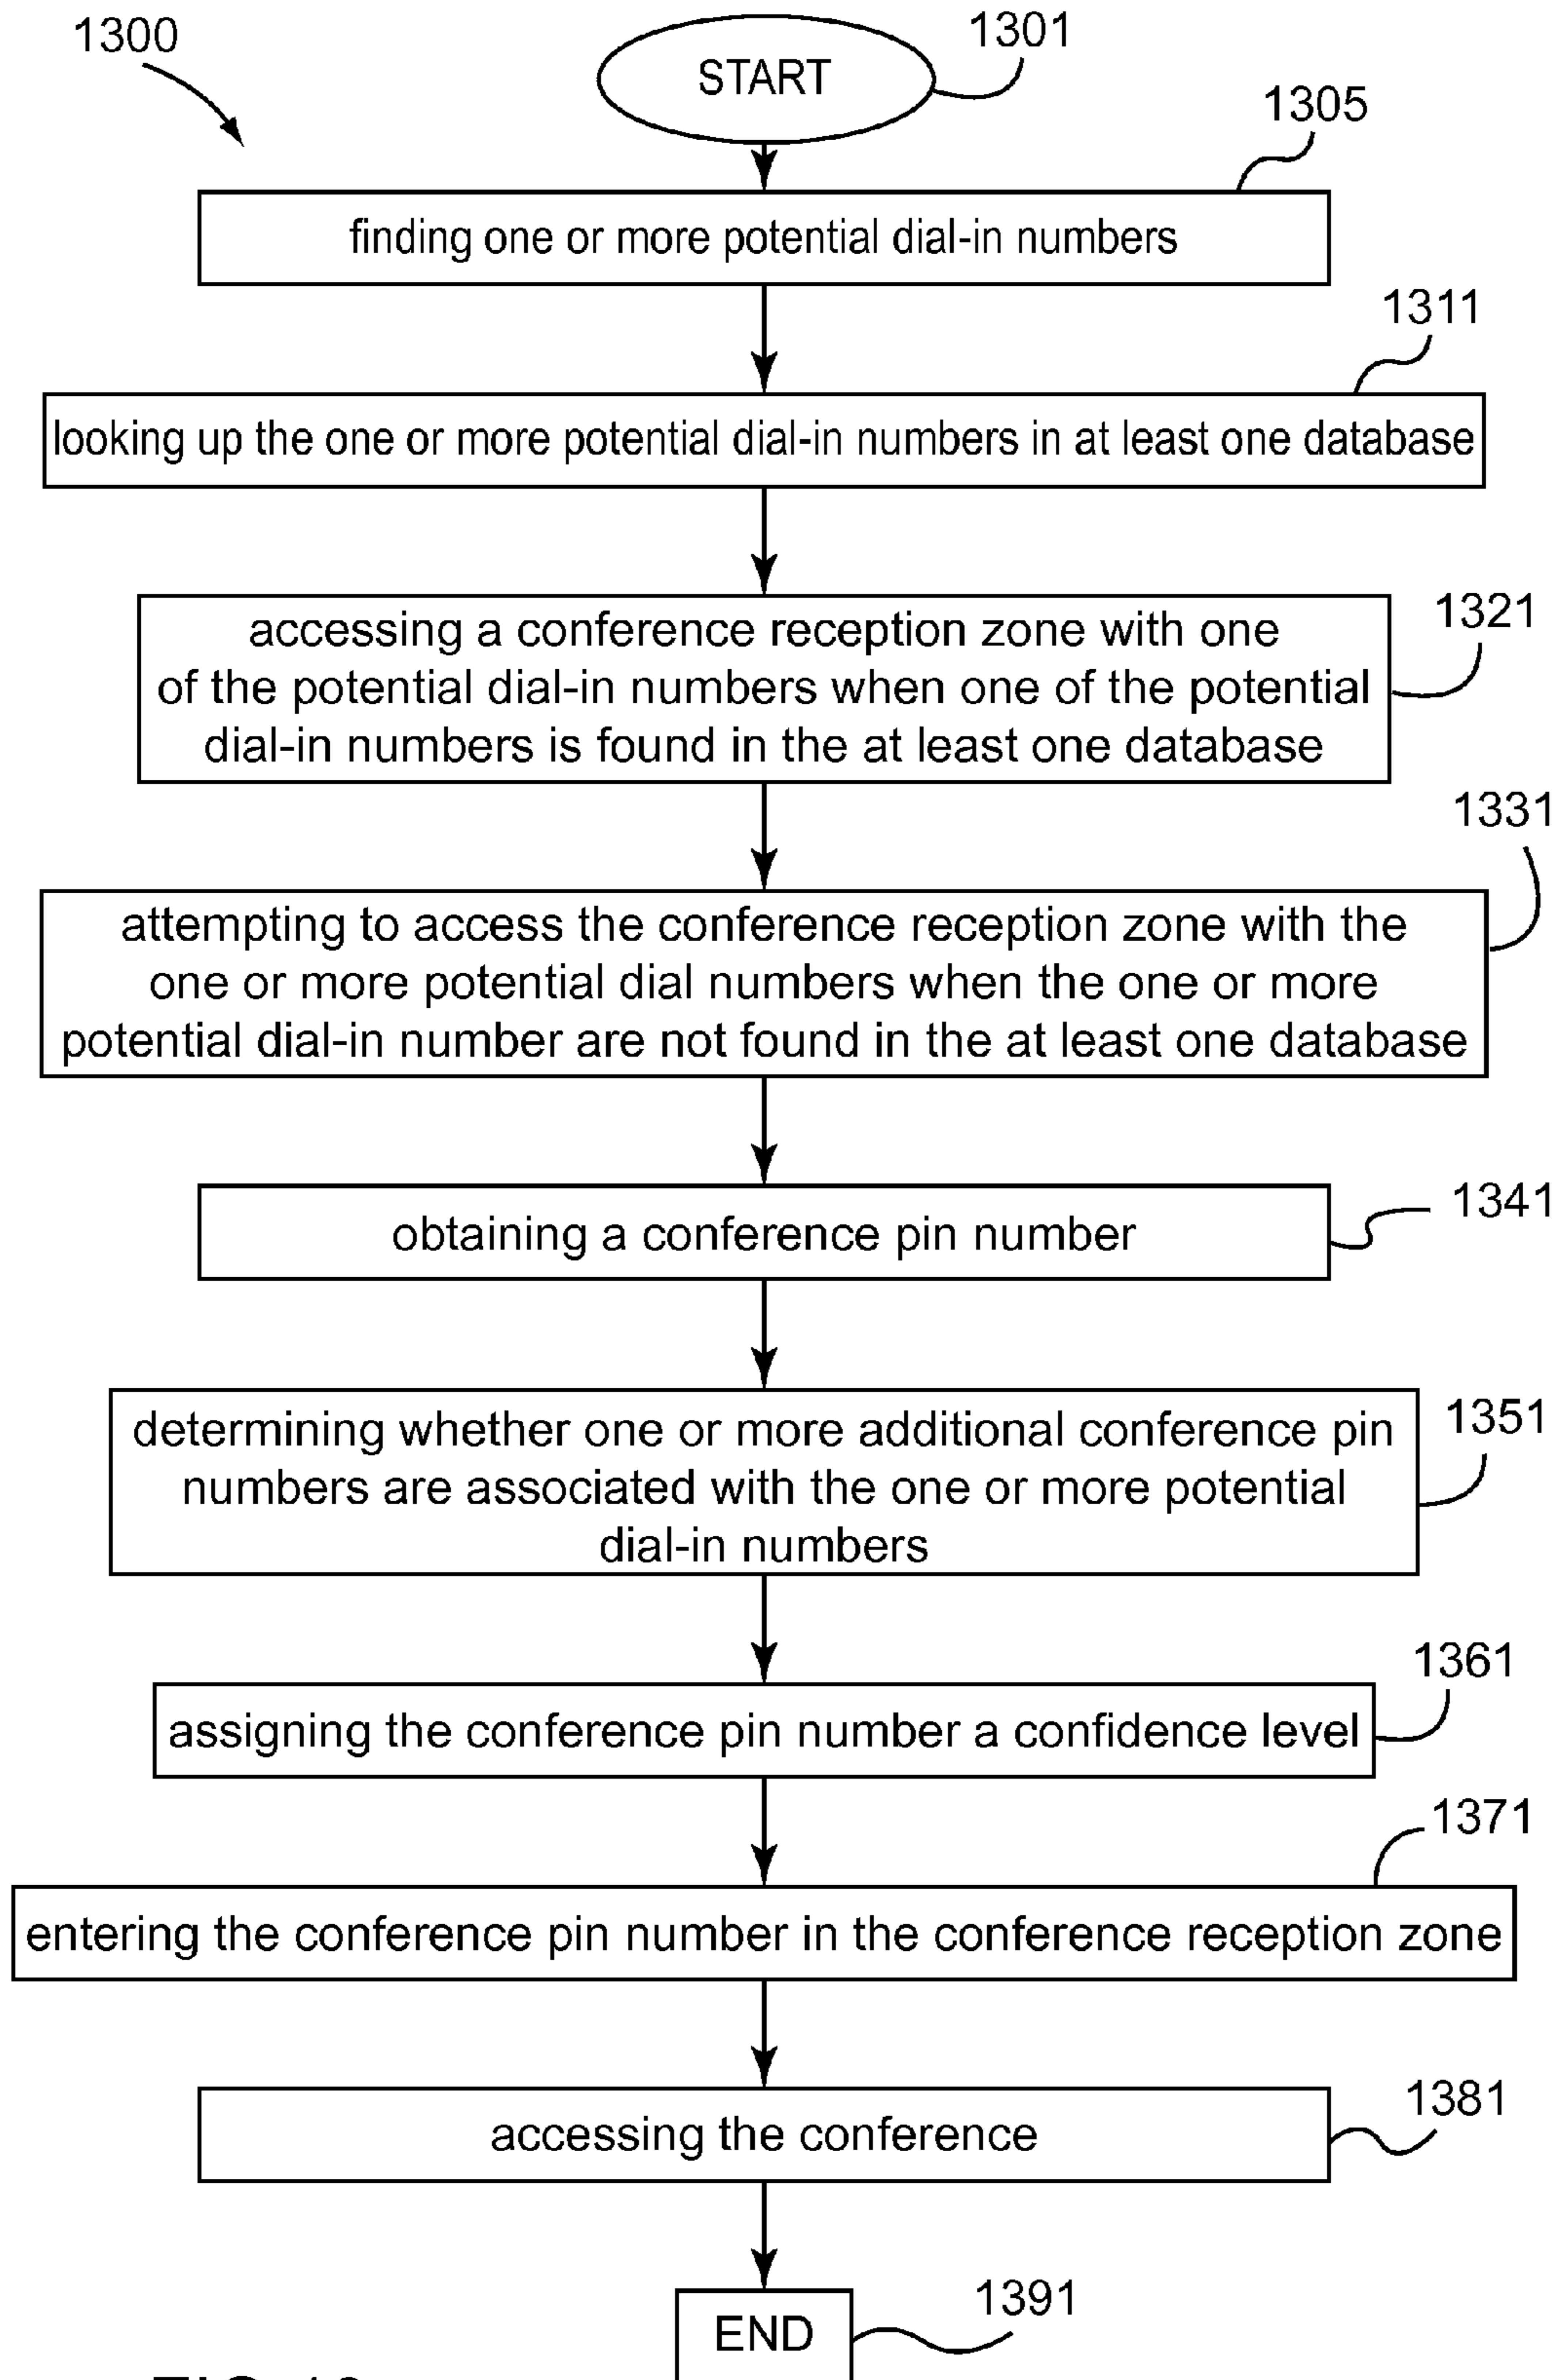 1300
START
1301
1305
finding one or more potential dial-in numbers
1311
looking up the one or more potential dial-in numbers in at least one database
accessing a conference reception zone with one
of the potential dial-in numbers when one of the potential
dial-in numbers is found in the at least one database
1321
1331
attempting to access the conference reception zone with the
one or more potential dial numbers when the one or more
potential dial-in number are not found in the at least one database
obtaining a conference pin number
1341
determining whether one or more additional conference pin
numbers are associated with the one or more potential
dial-in numbers
1351
1361
assigning the conference pin number a confidence level
1371
entering the conference pin number in the conference reception zone
1381
accessing the conference
1391
END